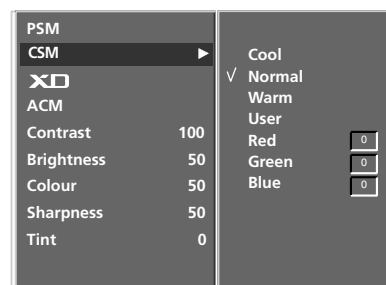 PSM
CSM
XD
ACM
Contrast 100
Brightness 50
Colour 50
Sharpness 50
Tint 0
Cool
√ Normal
Warm
User
Red 0
Green 0
Blue 0